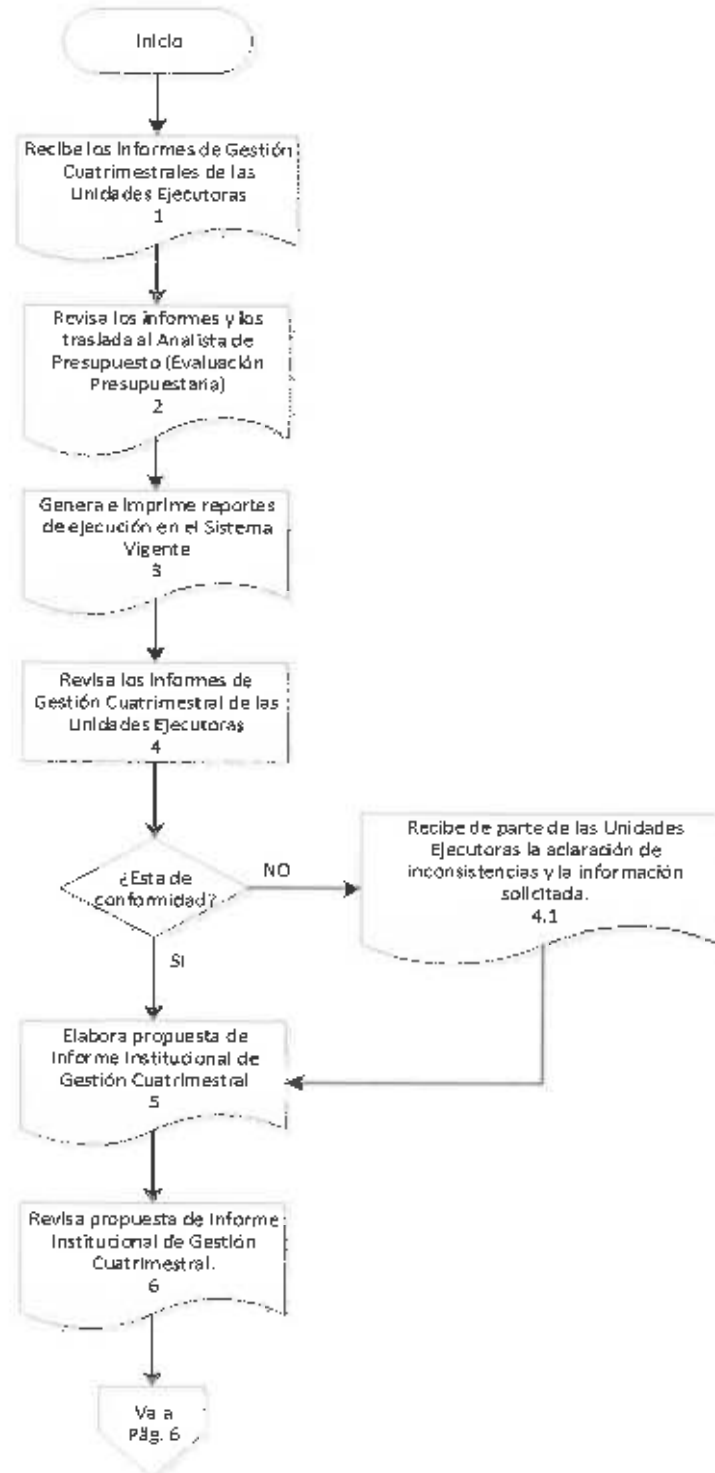 Inicio
Recibe los Informes de Gestión
Cuatrimestrales de las
Unidades Ejecutoras
1
Revisa los informes y los
traslada al Analista de
Presupuesto (Evaluación
Presupuestaria)
2
Genera e imprime reportes
de ejecución en el Sistema
Vigente
3
Revisa los Informes de
Gestión Cuatrimestral de las
Unidades Ejecutoras
4
¿Esta de
conformidad?
NO
Recibe de parte de las Unidades
Ejecutoras la aclaración de
inconsistencias y la información
solicitada.
4.1
SI
Elabora propuesta de
Informe Institucional de
Gestión Cuatrimestral
5
Revisa propuesta de Informe
Institucional de Gestión
Cuatrimestral.
6
Va a
Pág. 6